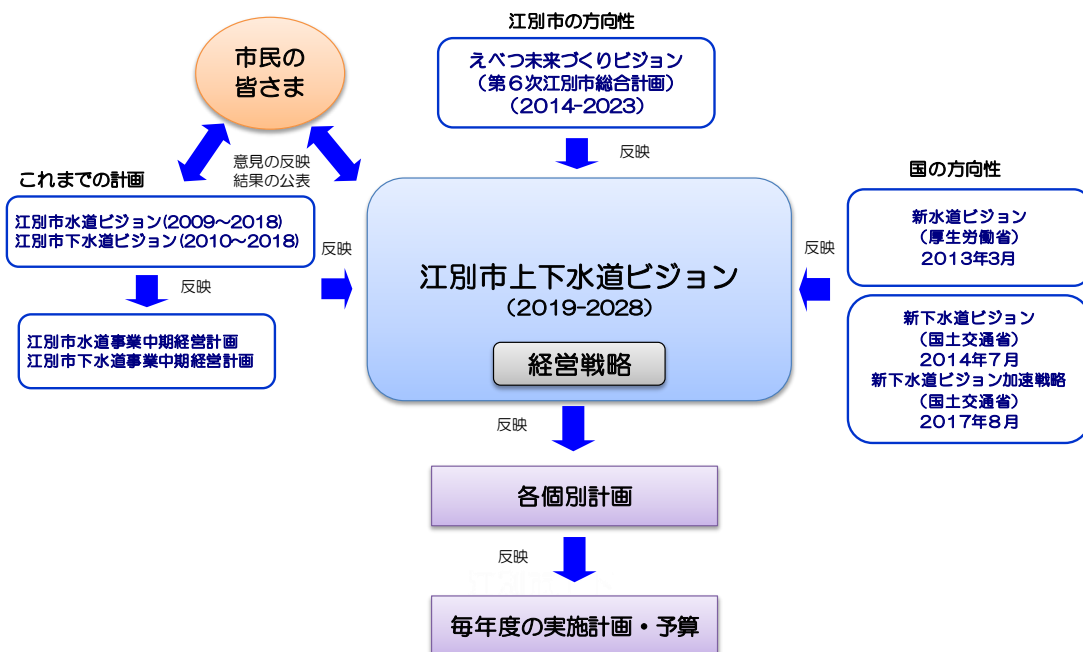 江別市の方向性
市民の
皆さま
えべつ未来づくりビジョン
(第6次江別市総合計画)
(2014-2023)
反映
意見の反映
結果の公表
これまでの計画
江別市水道ビジョン(2009～2018)
江別市下水道ビジョン(2010～2018)
反映
江別市水道事業中期経営計画
江別市下水道事業中期経営計画
反映
江別市上下水道ビジョン
(2019-2028)
経営戦略
国の方向性
反映
新水道ビジョン
(厚生労働省)
2013年3月
新下水道ビジョン
(国土交通省)
2014年7月
新下水道ビジョン加速戦略
(国土交通省)
2017年8月
反映
各個別計画
反映
毎年度の実施計画・予算